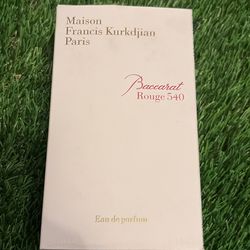 Maison
Francis Kurkdjian
Paris
Baccarat
Rouge 540
Eau de parfum